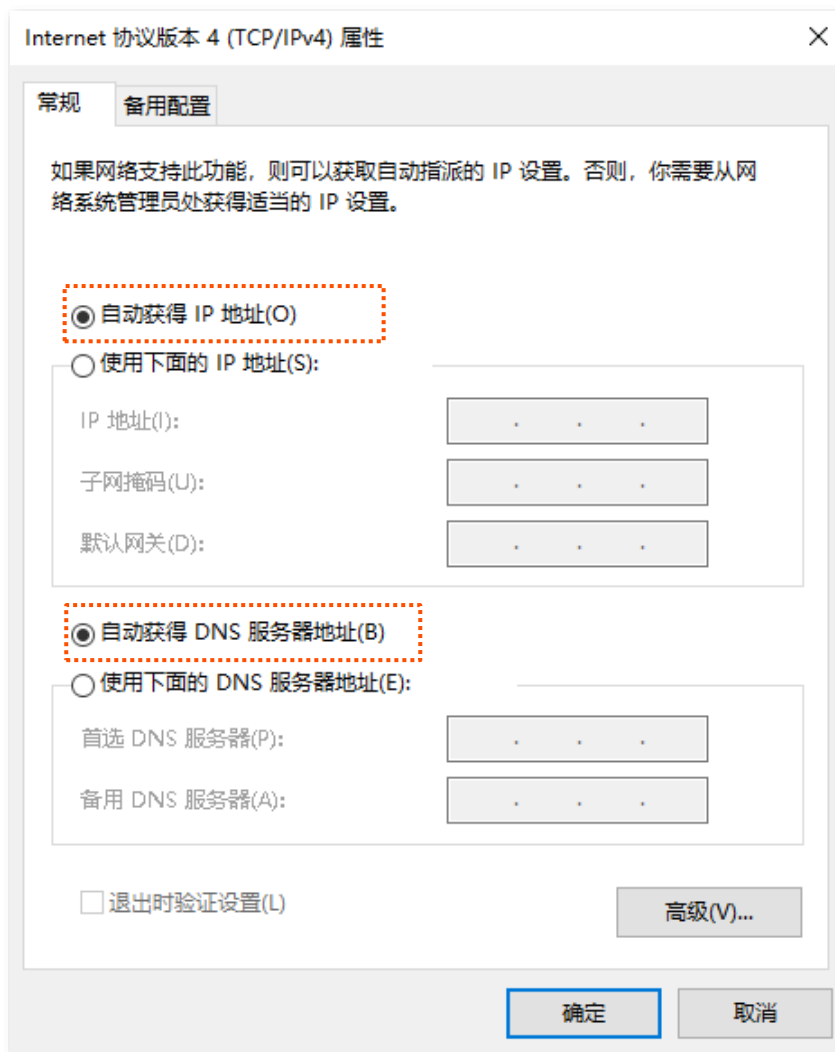 Internet 协议版本 4 (TCP/IPv4) 属性
常规
备用配置
如果网络支持此功能，则可以获取自动指派的 IP 设置。否则，你需要从网
络系统管理员处获得适当的 IP 设置。
自动获得 IP 地址(O)
使用下面的 IP 地址(S):
IP 地址(I):
子网掩码(U):
默认网关(D):
自动获得 DNS 服务器地址(B)
使用下面的 DNS 服务器地址(E):
首选 DNS 服务器(P):
备用 DNS 服务器(A):
退出时验证设置(L)
高级(V)...
确定
取消